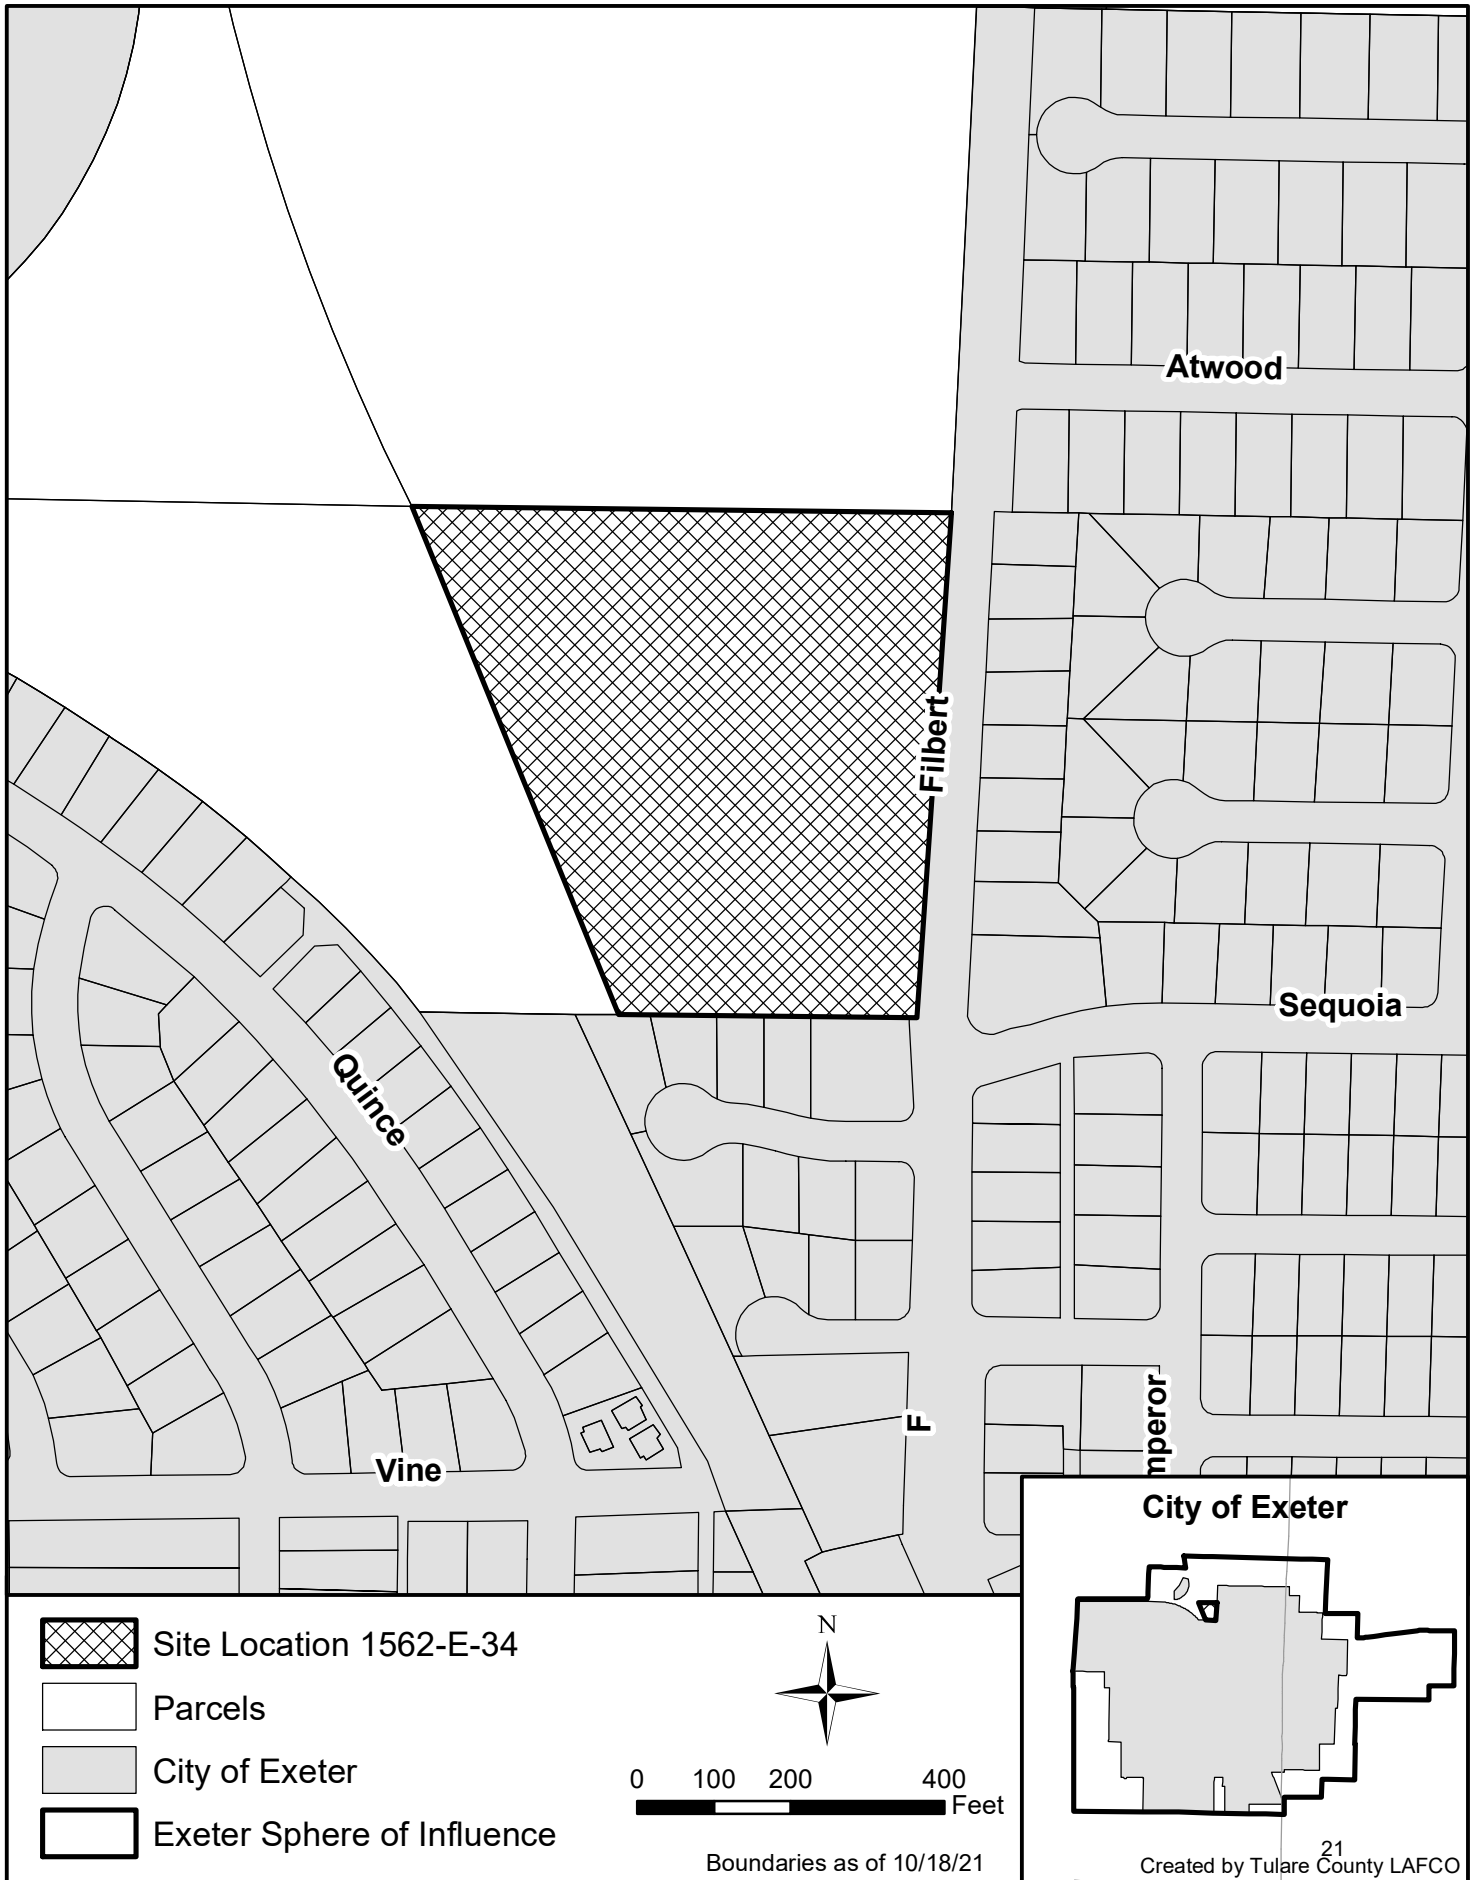 Atwood
Filbert
Sequoia
Quince
F
mperor
Vine
City of Exeter
Site Location 1562-E-34
Parcels
City of Exeter
Exeter Sphere of Influence
N
0 100 200 400
Feet
Boundaries as of 10/18/21
21
Created by Tulare County LAFCO